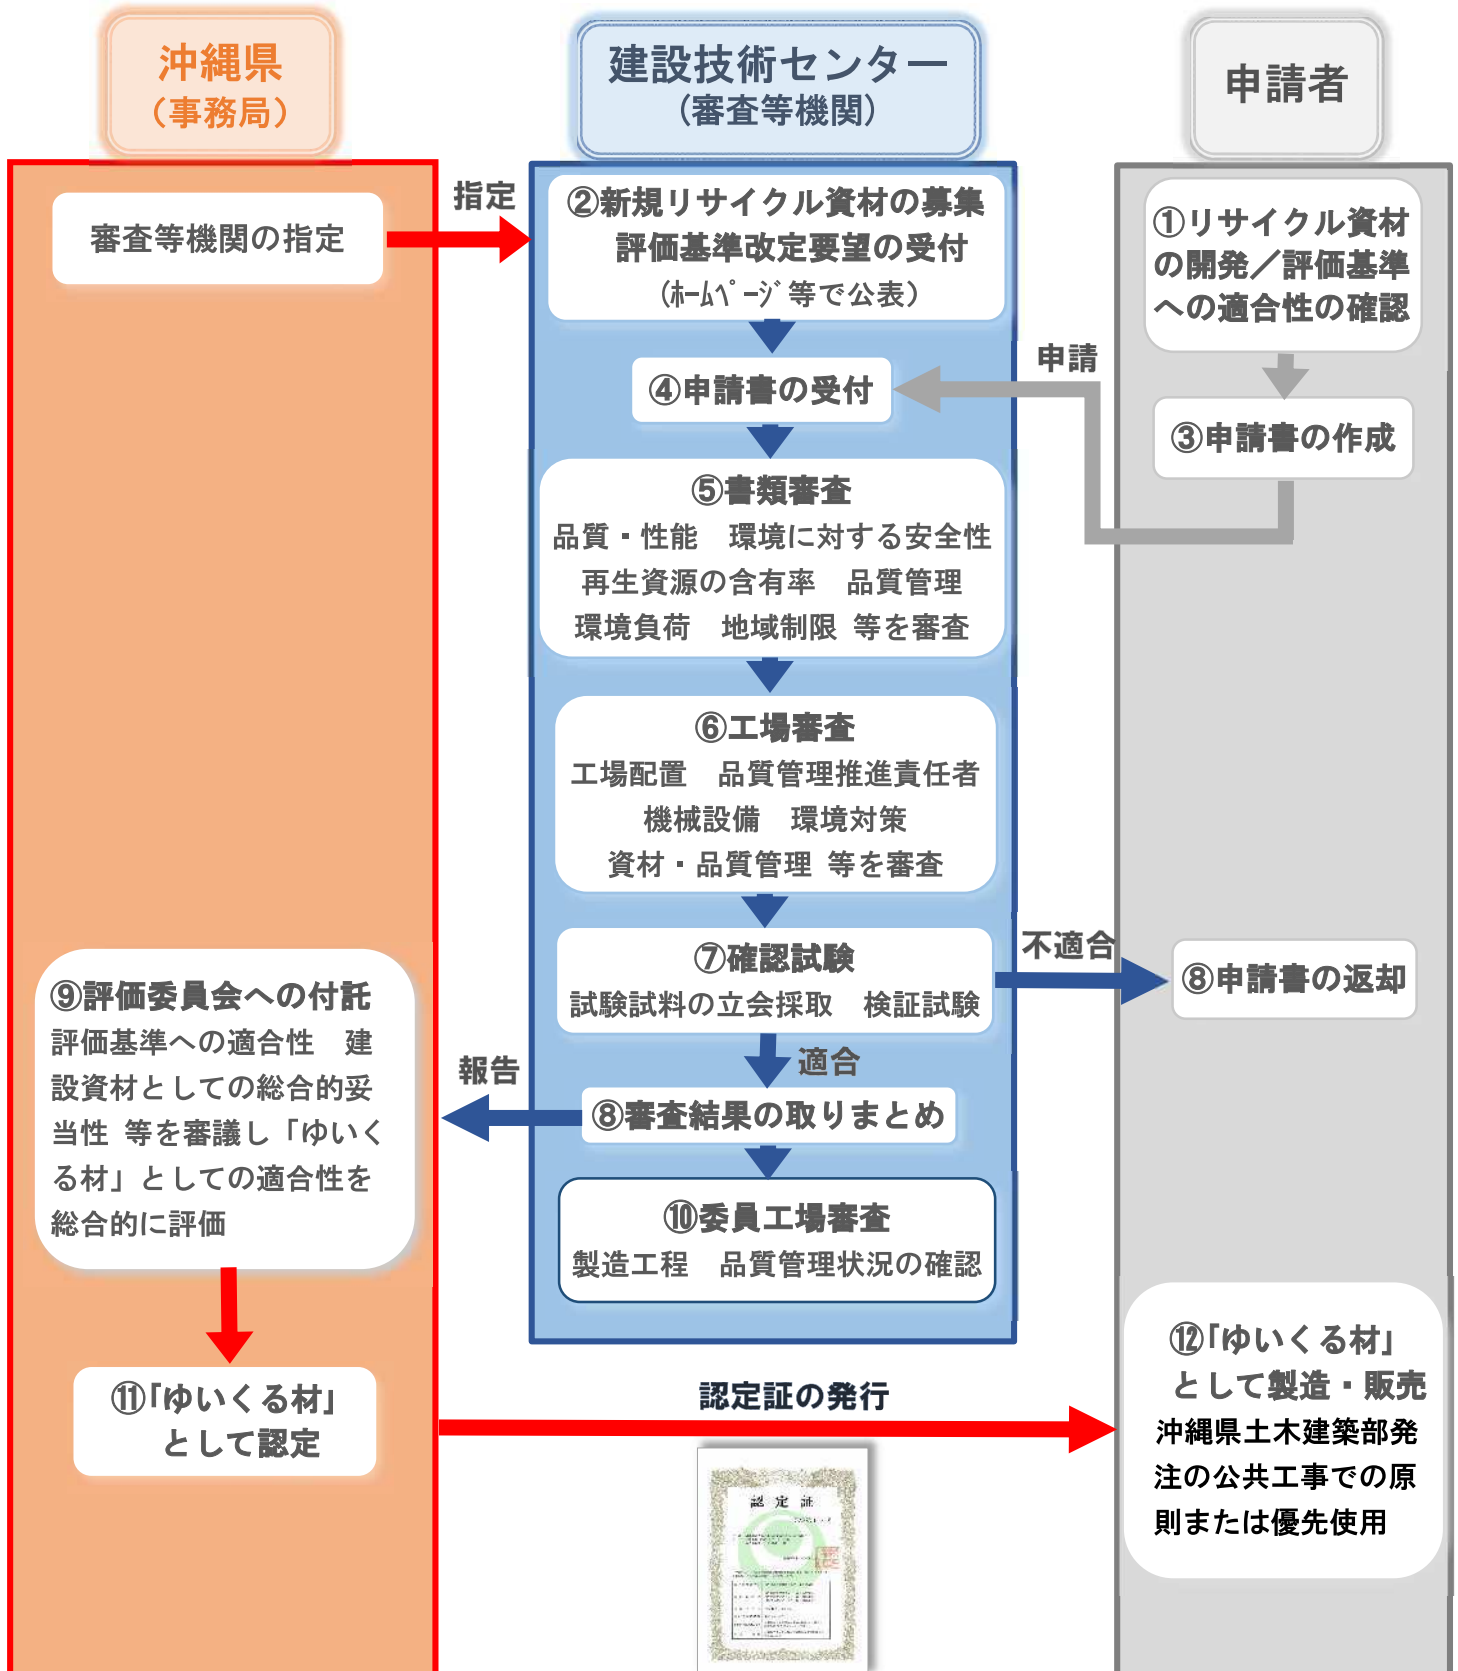 沖縄県
（事務局）
建設技術センター
（審査等機関）
申請者
審査等機関の指定
指定
②新規リサイクル資材の募集
評価基準改定要望の受付
（ﾎｰﾑﾍﾟｰｼﾞ等で公表）
①リサイクル資材
の開発／評価基準
への適合性の確認
申請
④申請書の受付
③申請書の作成
⑤書類審査
品質・性能　環境に対する安全性
再生資源の含有率　品質管理
環境負荷　地域制限 等を審査
⑥工場審査
工場配置　品質管理推進責任者
機械設備　環境対策
資材・品質管理 等を審査
⑦確認試験
試験試料の立会採取　検証試験
不適合
⑧申請書の返却
適合
⑧審査結果の取りまとめ
報告
⑨評価委員会への付託
評価基準への適合性　建
設資材としての総合的妥
当性 等を審議し「ゆいく
る材」としての適合性を
総合的に評価
⑩委員工場審査
製造工程　品質管理状況の確認
⑪「ゆいくる材」
として認定
認定証の発行
認定証
⑫「ゆいくる材」
として製造・販売
沖縄県土木建築部発
注の公共工事での原
則または優先使用